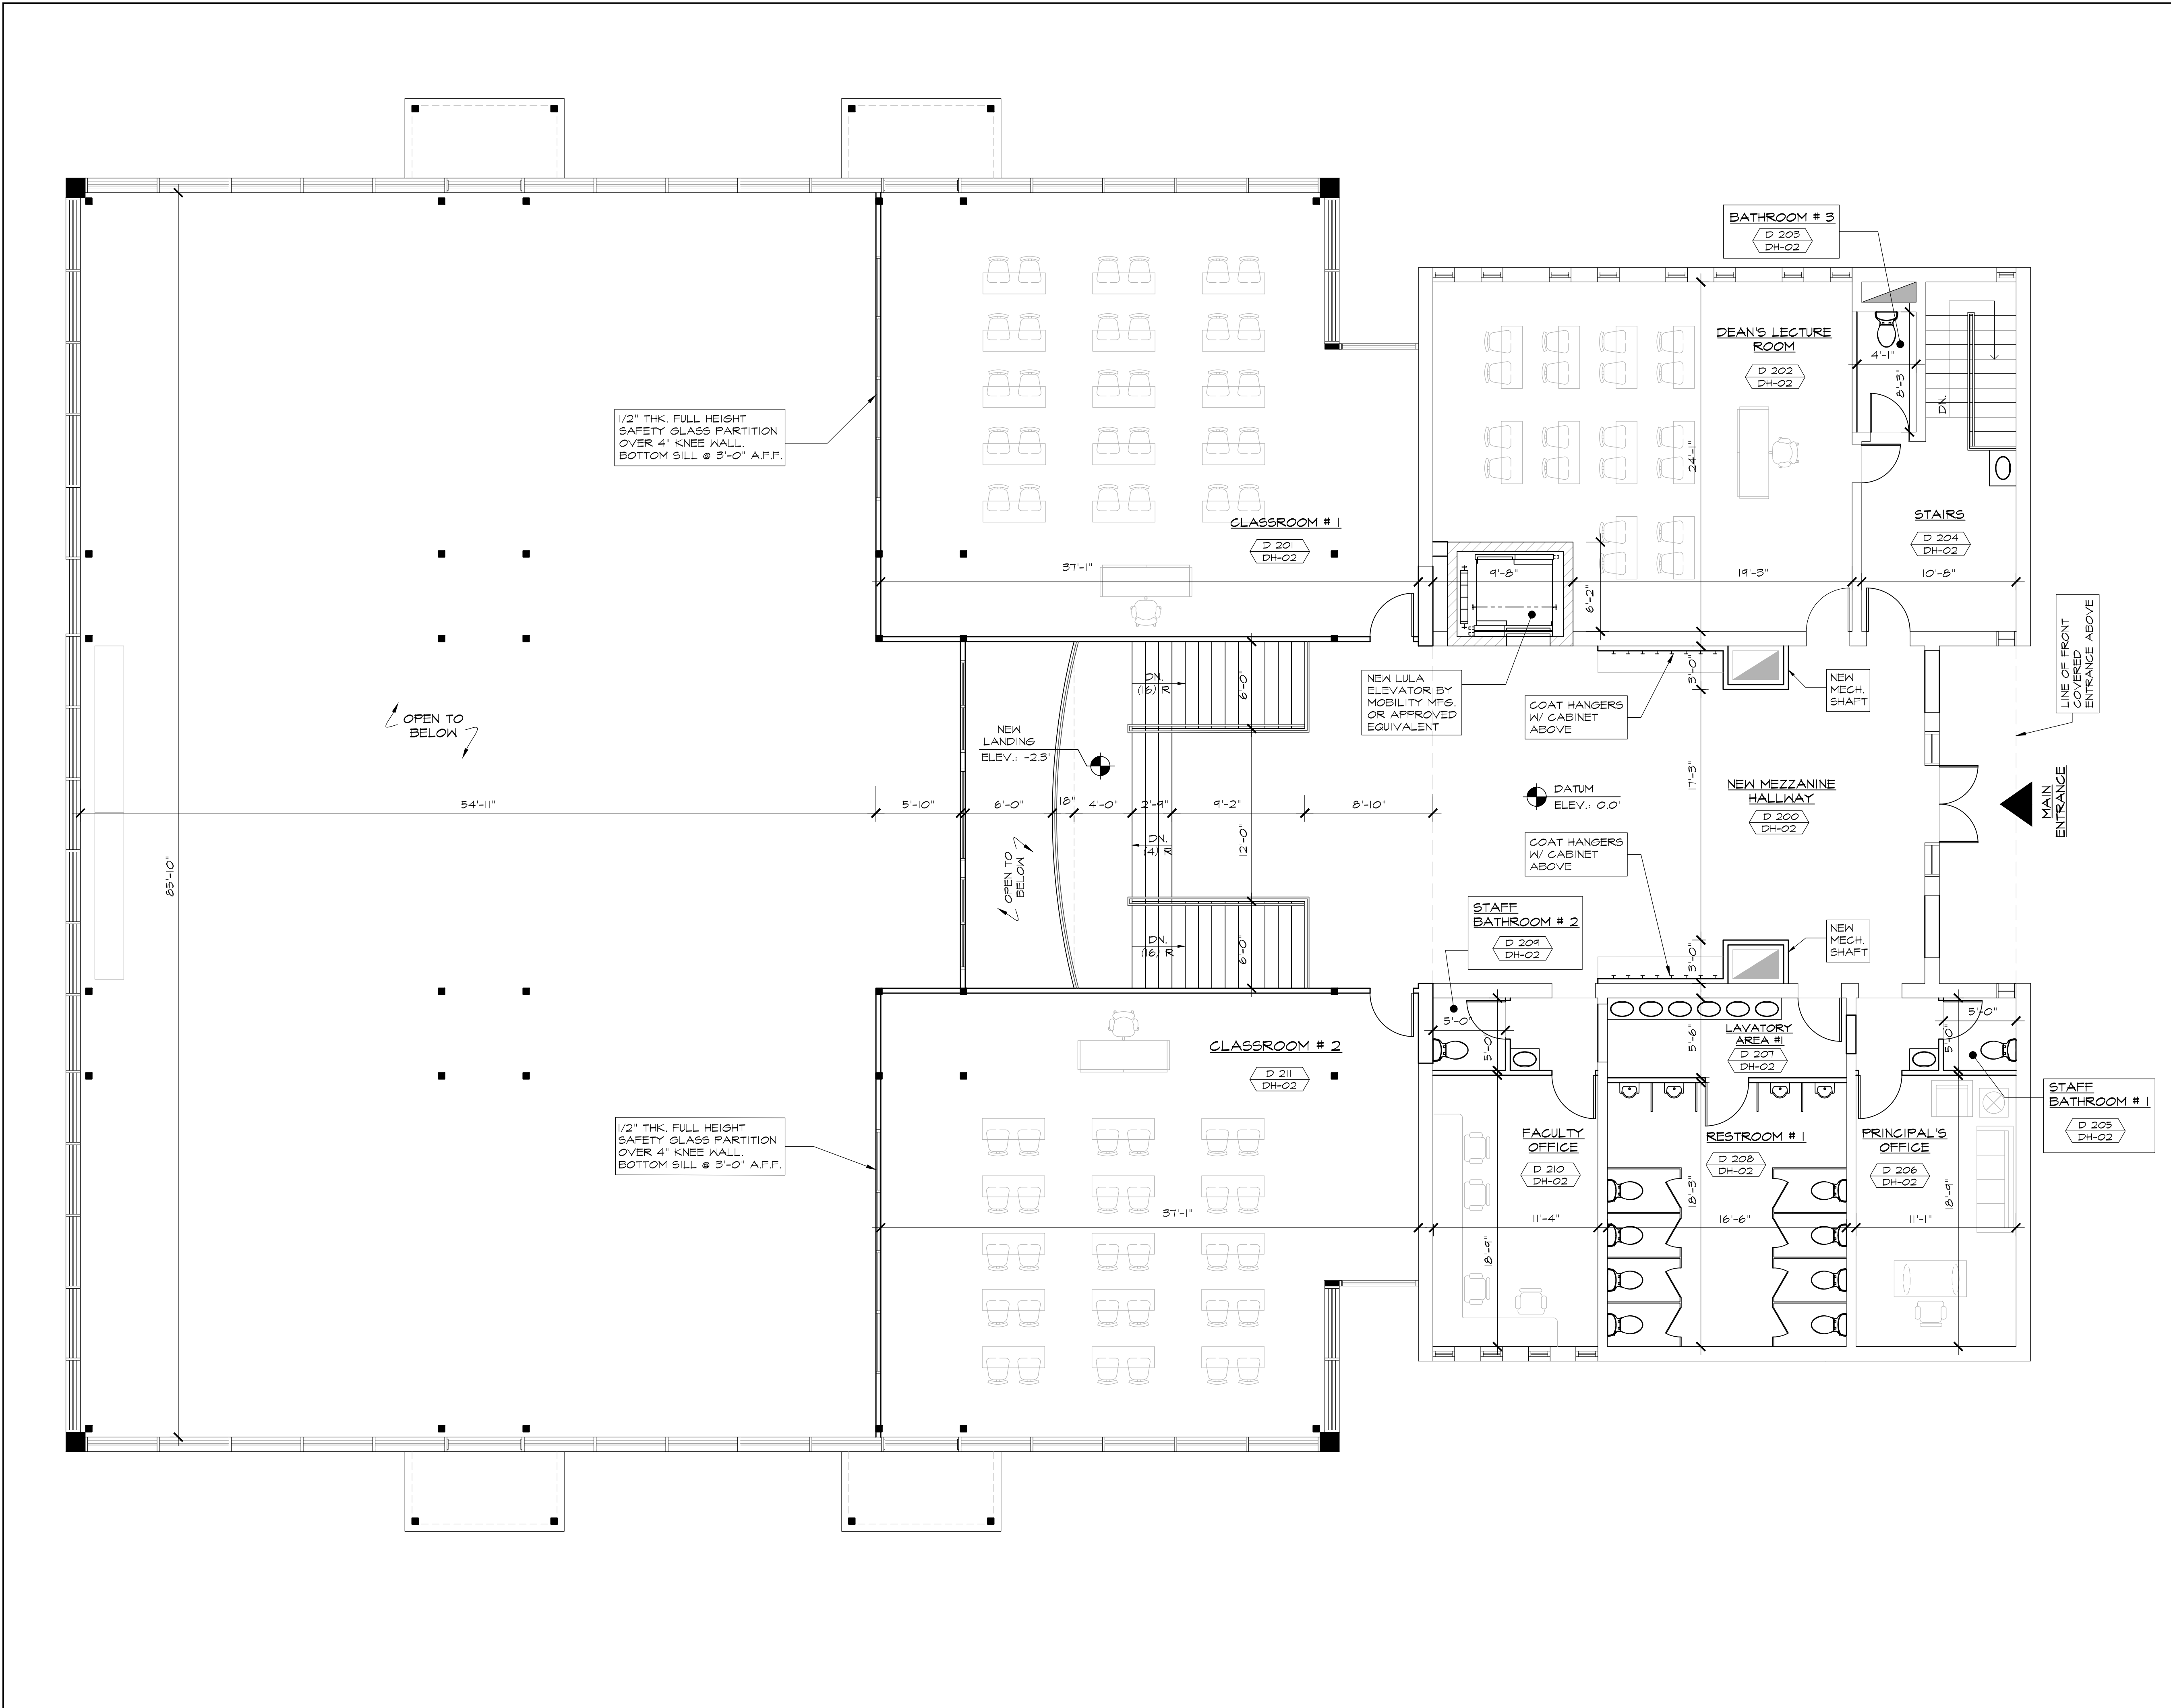 BATHROOM # 3
D 203
DH-02
DEAN'S LECTURE
ROOM
D 202
DH-02
4'-1"
8'-3"
DN.
24'-1"
1/2" THK. FULL HEIGHT
SAFETY GLASS PARTITION
OVER 4" KNEE WALL.
BOTTOM SILL @ 3'-0" A.F.F.
CLASSROOM # 1
D 201
DH-02
37'-1"
STAIRS
D 204
DH-02
9'-8"
6'-2"
19'-3"
10'-8"
LINE OF FRONT
COVERED
ENTRANCE ABOVE
OPEN TO
BELOW
NEW
LANDING
ELEV.: -2.3'
DN.
(16) R
6'-0"
NEW LULA
ELEVATOR BY
MOBILITY MFG.
OR APPROVED
EQUIVALENT
COAT HANGERS
W/ CABINET
ABOVE
3'-0"
NEW
MECH.
SHAFT
54'-11"
5'-10"
6'-0"
18"
4'-0"
2'-9"
9'-2"
8'-10"
DATUM
ELEV.: 0.0'
17'-3"
NEW MEZZANINE
HALLWAY
D 200
DH-02
MAIN
ENTRANCE
85'-10"
OPEN TO
BELOW
DN.
(4) R
12'-0"
COAT HANGERS
W/ CABINET
ABOVE
DN.
(16) R
6'-0"
STAFF
BATHROOM # 2
D 209
DH-02
3'-0"
NEW
MECH.
SHAFT
CLASSROOM # 2
D 211
DH-02
5'-0"
5'-0"
5'-6"
LAVATORY
AREA #1
D 207
DH-02
5'-0"
5'-0"
STAFF
BATHROOM # 1
D 205
DH-02
1/2" THK. FULL HEIGHT
SAFETY GLASS PARTITION
OVER 4" KNEE WALL.
BOTTOM SILL @ 3'-0" A.F.F.
FACULTY
OFFICE
D 210
DH-02
RESTROOM # 1
D 208
DH-02
PRINCIPAL'S
OFFICE
D 206
DH-02
37'-1"
11'-4"
18'-9"
18'-3"
16'-6"
11'-1"
18'-9"